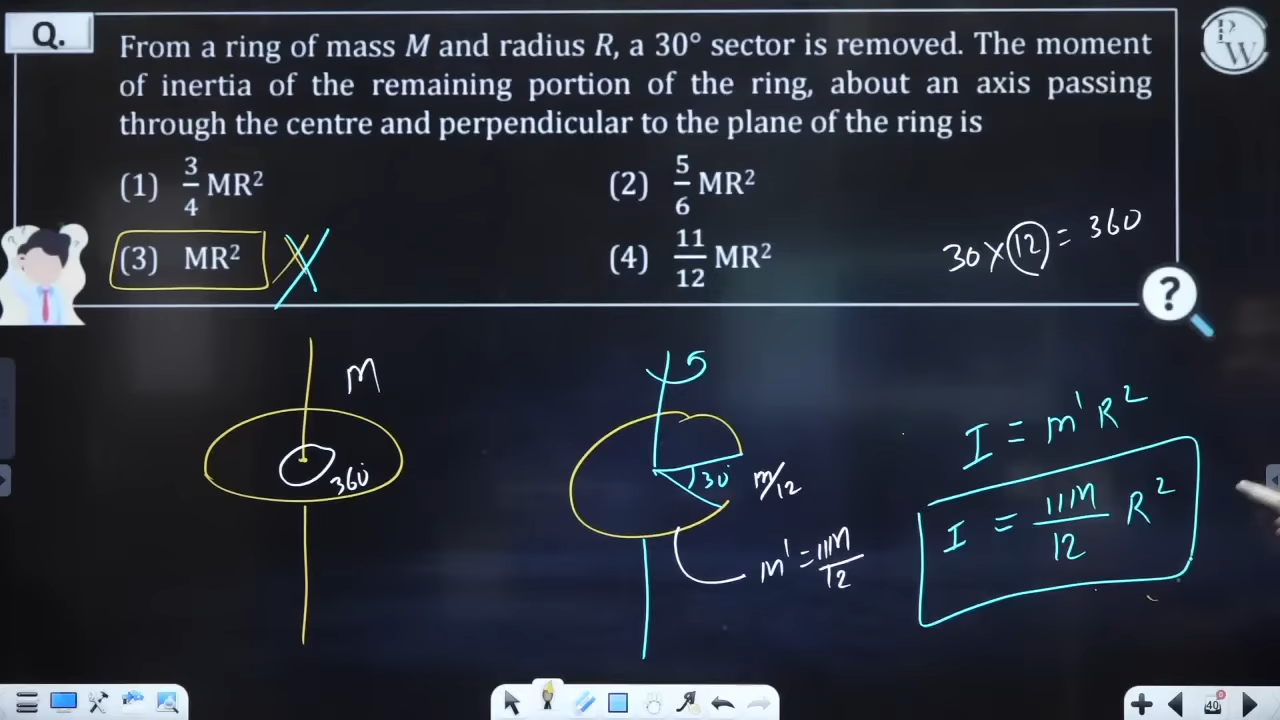 Q.
From a ring of mass M and radius R, a 30° sector is removed. The moment
of inertia of the remaining portion of the ring, about an axis passing
through the centre and perpendicular to the plane of the ring is
(1) 3/4 MR²
(2) 5/6 MR²
(3) MR²
(4) 11/12 MR²
30 × 12 = 360
?
PW
M
360°
30°
m/12
m' = 11M/12
I = m'R²
I = 11M/12 R²
40